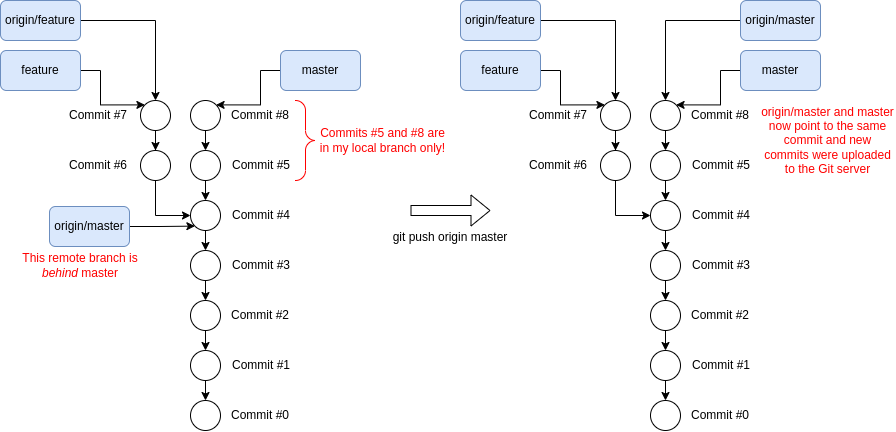 origin/feature
feature
master
Commit #7
Commit #8
Commits #5 and #8 are
in my local branch only!
Commit #6
Commit #5
Commit #4
origin/master
This remote branch is
behind master
Commit #3
Commit #2
Commit #1
Commit #0
git push origin master
origin/feature
origin/master
feature
master
Commit #7
Commit #8
origin/master and master
now point to the same
commit and new
commits were uploaded
to the Git server
Commit #6
Commit #5
Commit #4
Commit #3
Commit #2
Commit #1
Commit #0